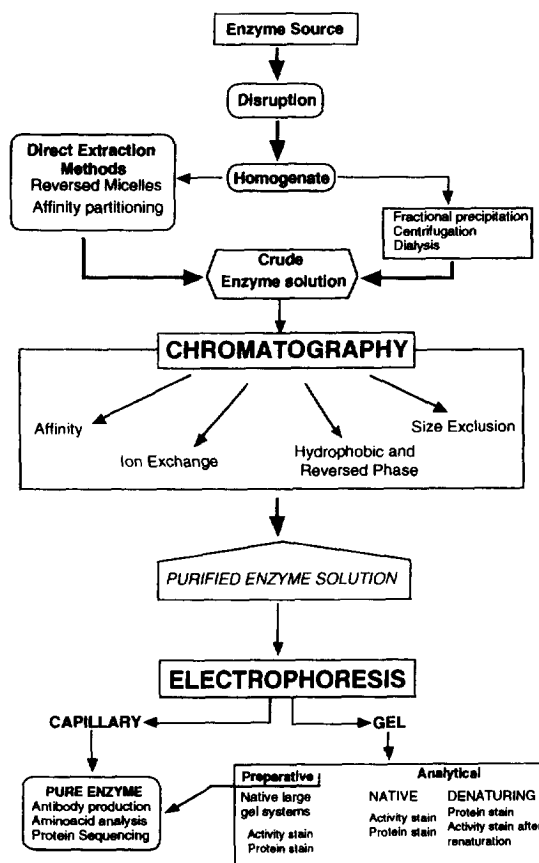 Enzyme Source
Disruption
Direct Extraction
Methods
Reversed Micelles
Affinity partitioning
Homogenate
Fractional precipitation
Centrifugation
Dialysis
Crude
Enzyme solution
CHROMATOGRAPHY
Affinity
Ion Exchange
Hydrophobic and
Reversed Phase
Size Exclusion
PURIFIED ENZYME SOLUTION
ELECTROPHORESIS
CAPILLARY
GEL
PURE ENZYME
Antibody production
Aminoacid analysis
Protein Sequencing
Preparative
Native large
gel systems
Activity stain
Protein stain
Analytical
NATIVE
Activity stain
Protein stain
DENATURING
Protein stain
Activity stain after
renaturation